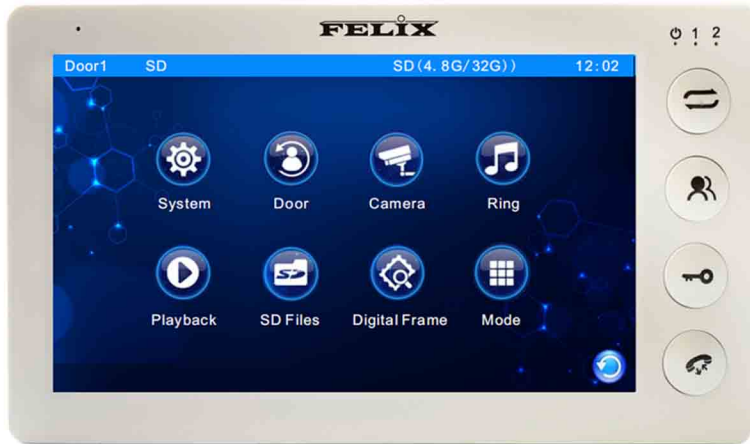 FELIX
1 2
Door1 SD SD(4.8G/32G)) 12:02
System Door Camera Ring
SD
Playback SD Files Digital Frame Mode